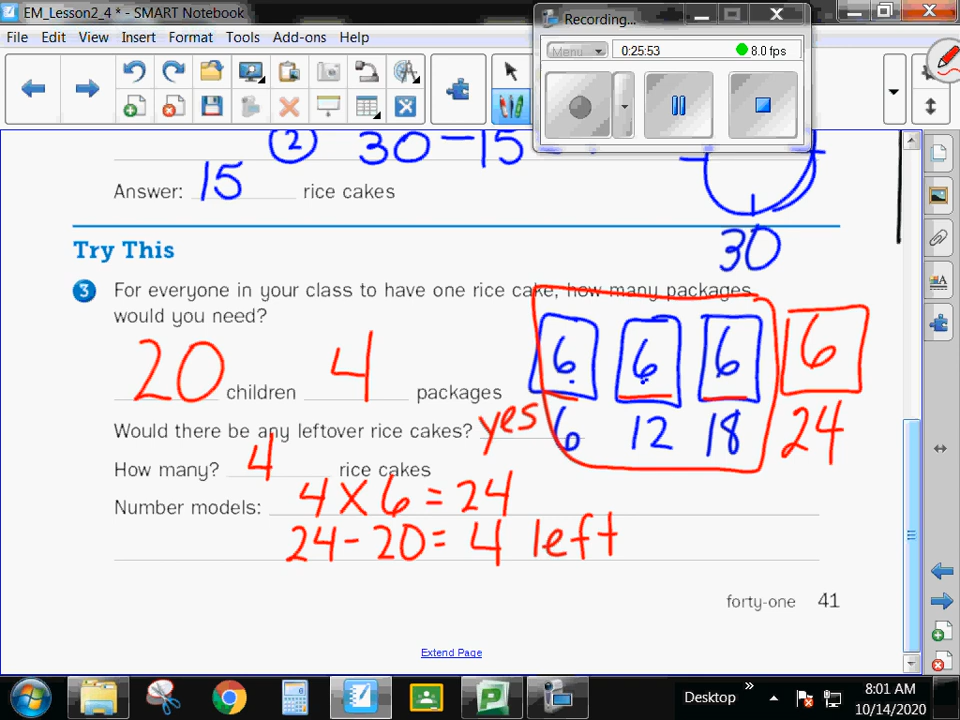 EM_Lesson2_4 * - SMART Notebook
Recording...
File Edit View Insert Format Tools Add-ons Help
Menu 0:25:53 8.0 fps
② 30 - 15
Answer: 15 rice cakes
30
Try This
3 For everyone in your class to have one rice cake, how many packages
would you need?
6 6 6 6
20 children 4 packages
6 12 18 24
Would there be any leftover rice cakes? yes
How many? 4 rice cakes
Number models: 4 x 6 = 24
24 - 20 = 4 left
forty-one 41
Extend Page
Desktop » 8:01 AM
10/14/2020